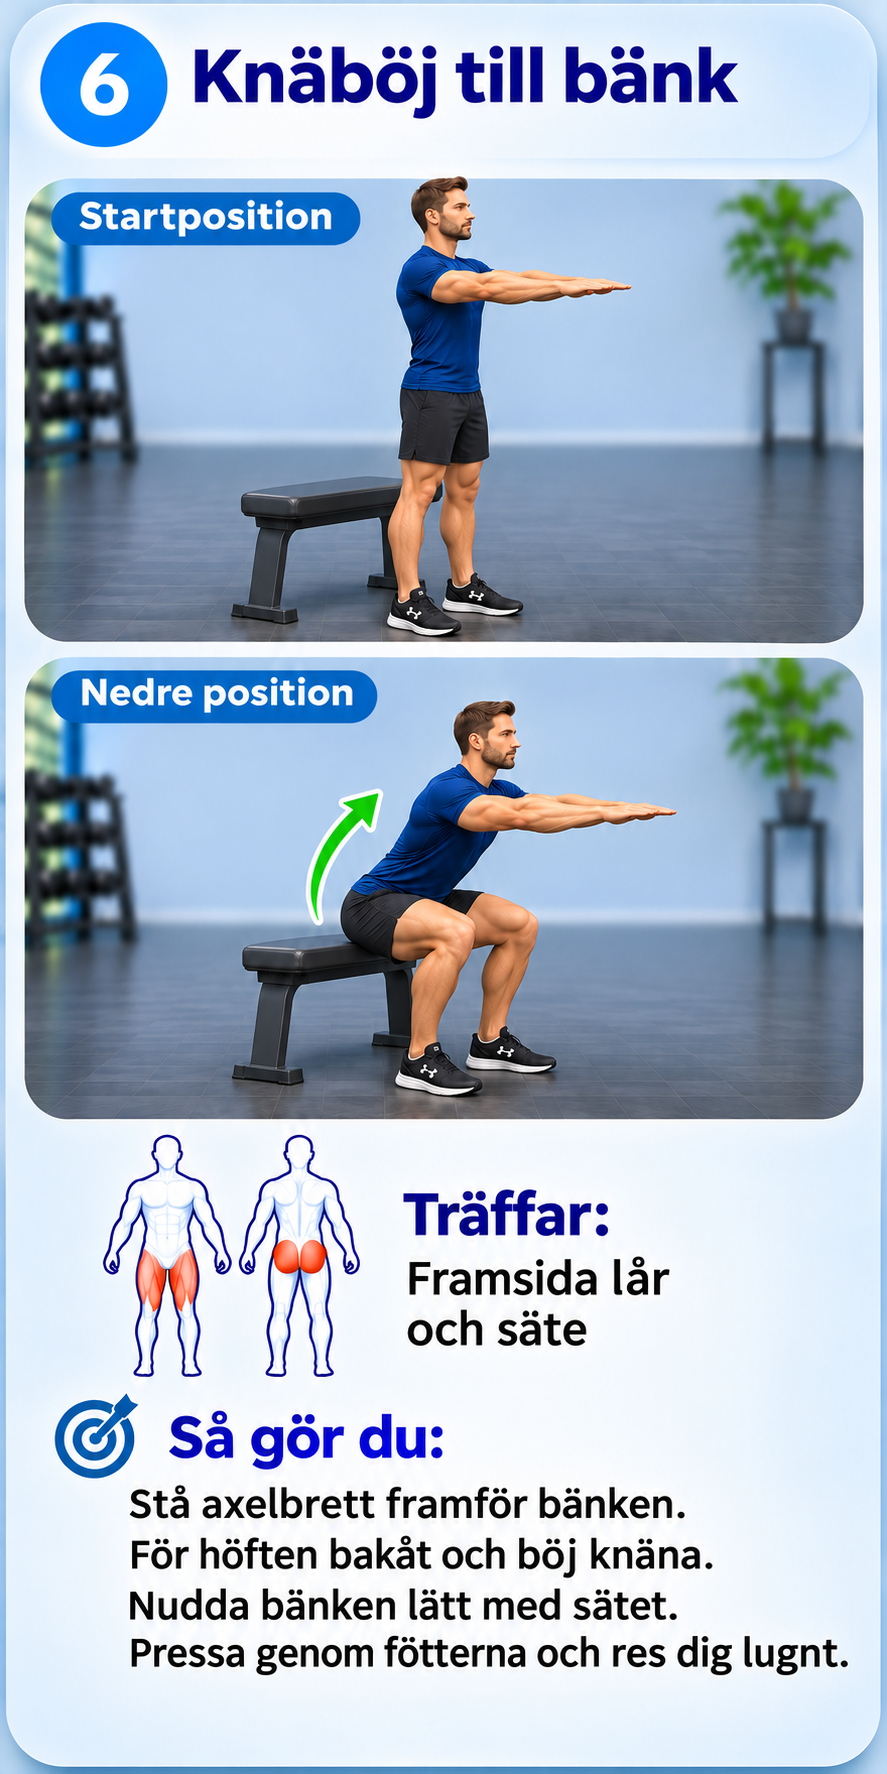 6
Knäböj till bänk
Startposition
Nedre position
Träffar:
Framsida lår
och säte
Så gör du:
Stå axelbrett framför bänken.
För höften bakåt och böj knäna.
Nudda bänken lätt med sätet.
Pressa genom fötterna och res dig lugnt.